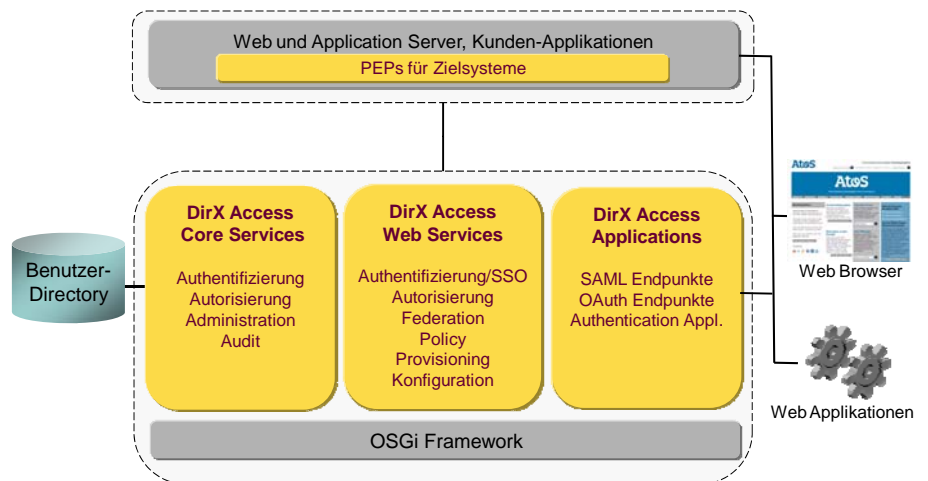 Web und Application Server, Kunden-Applikationen
PEPs für Zielsysteme
Benutzer-
Directory
DirX Access
Core Services
Authentifizierung
Autorisierung
Administration
Audit
DirX Access
Web Services
Authentifizierung/SSO
Autorisierung
Federation
Policy
Provisioning
Konfiguration
DirX Access
Applications
SAML Endpunkte
OAuth Endpunkte
Authentication Appl.
OSGi Framework
Atos
Atos
Web Browser
Web Applikationen